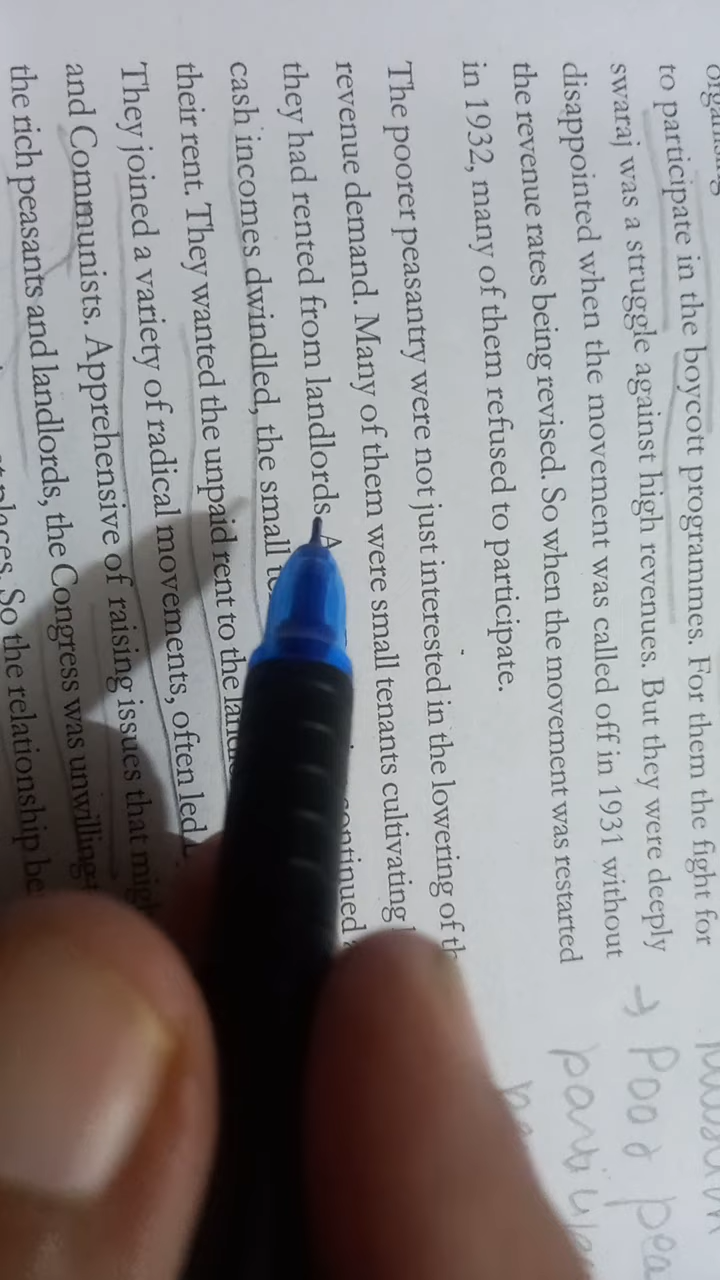 to participate in the boycott programmes. For them the fight for
swaraj was a struggle against high revenues. But they were deeply
disappointed when the movement was called off in 1931 without
the revenue rates being revised. So when the movement was restarted
in 1932, many of them refused to participate.
The poorer peasantry were not just interested in the lowering of
revenue demand. Many of them were small tenants cultivating
they had rented from landlords. continued
cash incomes dwindled, the small
their rent. They wanted the unpaid rent to the
They joined a variety of radical movements, often led
and Communists. Apprehensive of raising issues that
the rich peasants and landlords, the Congress was unwilling
So the relationship
→ Poor